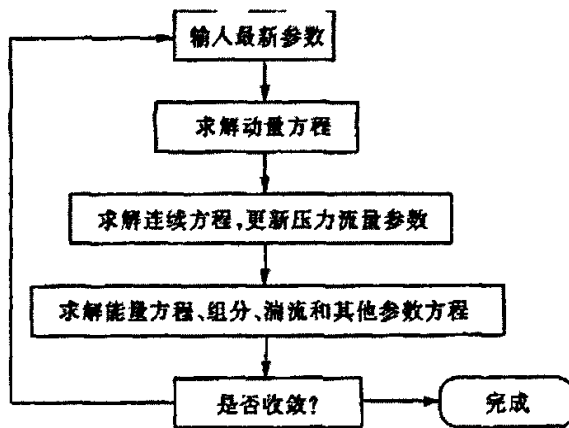 输人最新参数
求解动量方程
求解连续方程,更新压力流量参数
求解能量方程、组分、湍流和其他参数方程
是否收敛?
完成